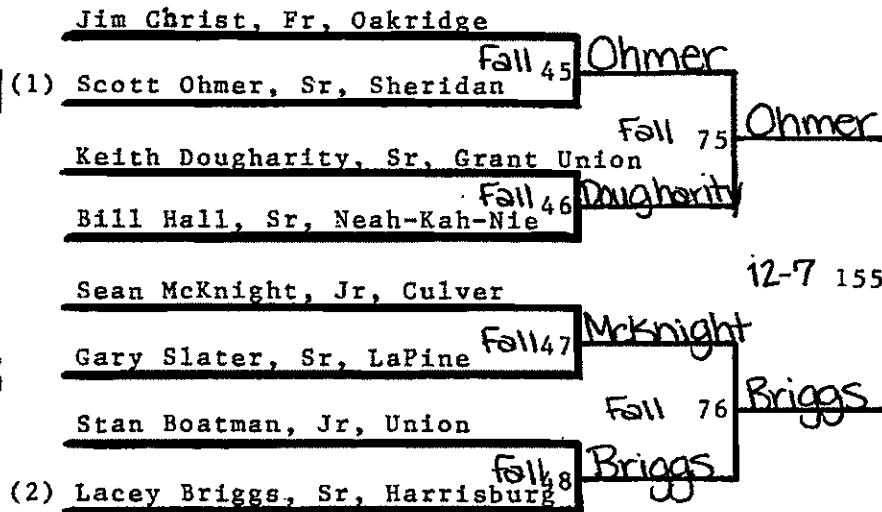 Jim Christ, Fr, Oakridge
Fall 45 Ohmer
(1) Scott Ohmer, Sr, Sheridan
Fall 75 Ohmer
Keith Dougharity, Sr, Grant Union
Fall 46 Dougharity
Bill Hall, Sr, Neah-Kah-Nie
12-7 155
Sean McKnight, Jr, Culver
Fall 47 McKnight
Gary Slater, Sr, LaPine
Fall 76 Briggs
Stan Boatman, Jr, Union
Fall 48 Briggs
(2) Lacey Briggs, Sr, Harrisburg